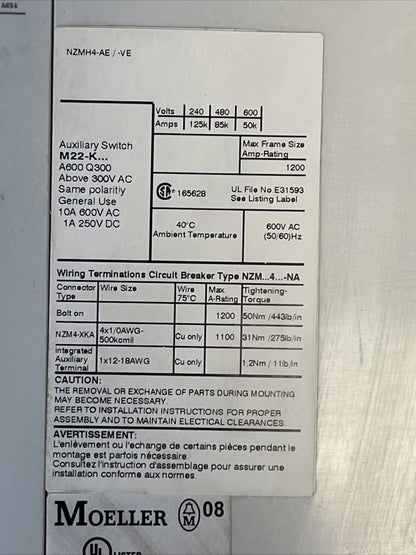 AR56
NZMH4-AE / -VE
Volts 240 480 600
Amps 125k 85k 50k
Auxiliary Switch
M22-K...
A600 Q300
Above 300V AC
Same polaritiy
General Use
10A 600V AC
1A 250V DC
Max Frame Size
Amp-Rating
1200
165628
UL File No.E31593
See Listing Label
40°C
Ambient Temperature
600V AC
(50/60)Hz
Wiring Terminations Circuit Breaker Type NZM...4...-NA
Connector Type Wire Size Wire 75°C Max. A-Rating Tightening-Torque
Bolt on 1200 50Nm /443lb/in
NZM4-XKA 4x1/0AWG-500kcmil Cu only 1100 31Nm /275lb/in
integrated Auxiliary Terminal 1x12-18AWG Cu only 1,2Nm / 11lb/in
CAUTION:
THE REMOVAL OR EXCHANGE OF PARTS DURING MOUNTING
MAY BECOME NECESSARY.
REFER TO INSTALLATION INSTRUCTIONS FOR PROPER
ASSEMBLY AND TO MAINTAIN ELECTICAL CLEARANCES
AVERTISSEMENT:
L'enlèvement ou l'echange de certains pièces pendant le
montage est parfois nécessaire.
Consultez l'instruction d'assemblage pour assurer une
installation conforme aux normes.
MOELLER M 08
UL LISTED